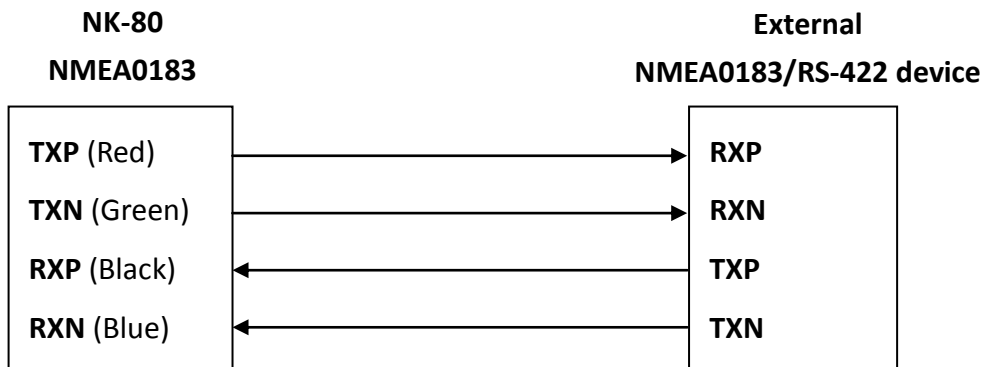 NK-80
NMEA0183
External
NMEA0183/RS-422 device
TXP (Red)
TXN (Green)
RXP (Black)
RXN (Blue)
RXP
RXN
TXP
TXN